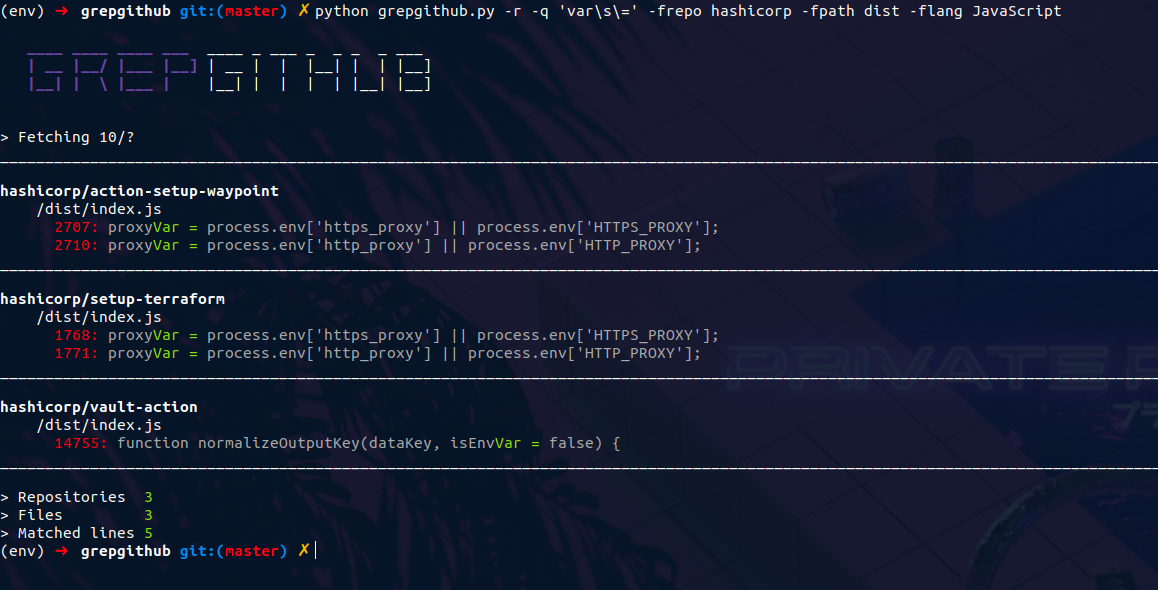 (env) → grepgithub git:(master) ✗ python grepgithub.py -r -q 'var\s\=' -frepo hashicorp -fpath dist -flang JavaScript
GREPGITHUB
> Fetching 10/?
hashicorp/action-setup-waypoint
/dist/index.js
2707: proxyVar = process.env['https_proxy'] || process.env['HTTPS_PROXY'];
2710: proxyVar = process.env['http_proxy'] || process.env['HTTP_PROXY'];
hashicorp/setup-terraform
/dist/index.js
1768: proxyVar = process.env['https_proxy'] || process.env['HTTPS_PROXY'];
1771: proxyVar = process.env['http_proxy'] || process.env['HTTP_PROXY'];
PRIVATE
hashicorp/vault-action
/dist/index.js
14755: function normalizeOutputKey(dataKey, isEnvVar = false) {
> Repositories 3
> Files 3
> Matched lines 5
(env) → grepgithub git:(master) ✗